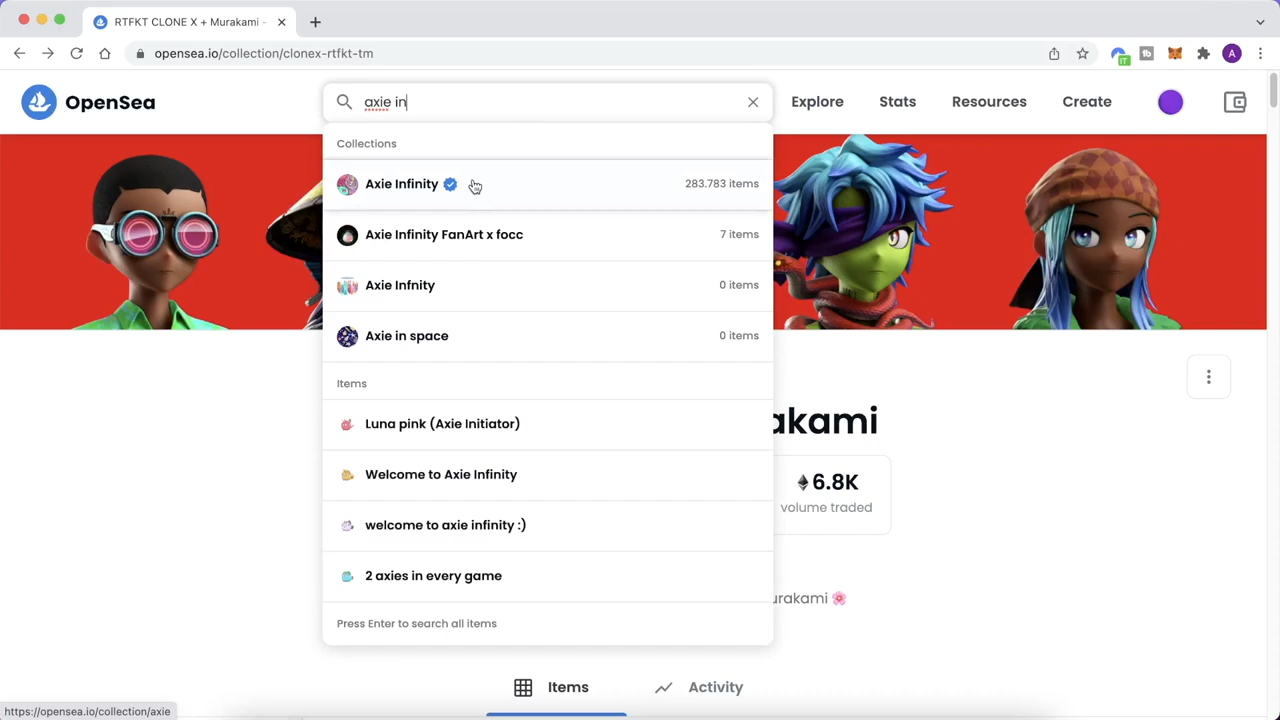 RTFKT CLONE X + Murakami -
opensea.io/collection/clonex-rtfkt-tm
IT
tb
A
OpenSea
axie in
Explore
Stats
Resources
Create
Collections
Axie Infinity
283.783 items
Axie Infinity FanArt x focc
7 items
Axie Infnity
0 items
Axie in space
0 items
Items
Luna pink (Axie Initiator)
Welcome to Axie Infinity
welcome to axie infinity :)
2 axies in every game
Press Enter to search all items
akami
6.8K
volume traded
urakami 🌸
Items
Activity
https://opensea.io/collection/axie